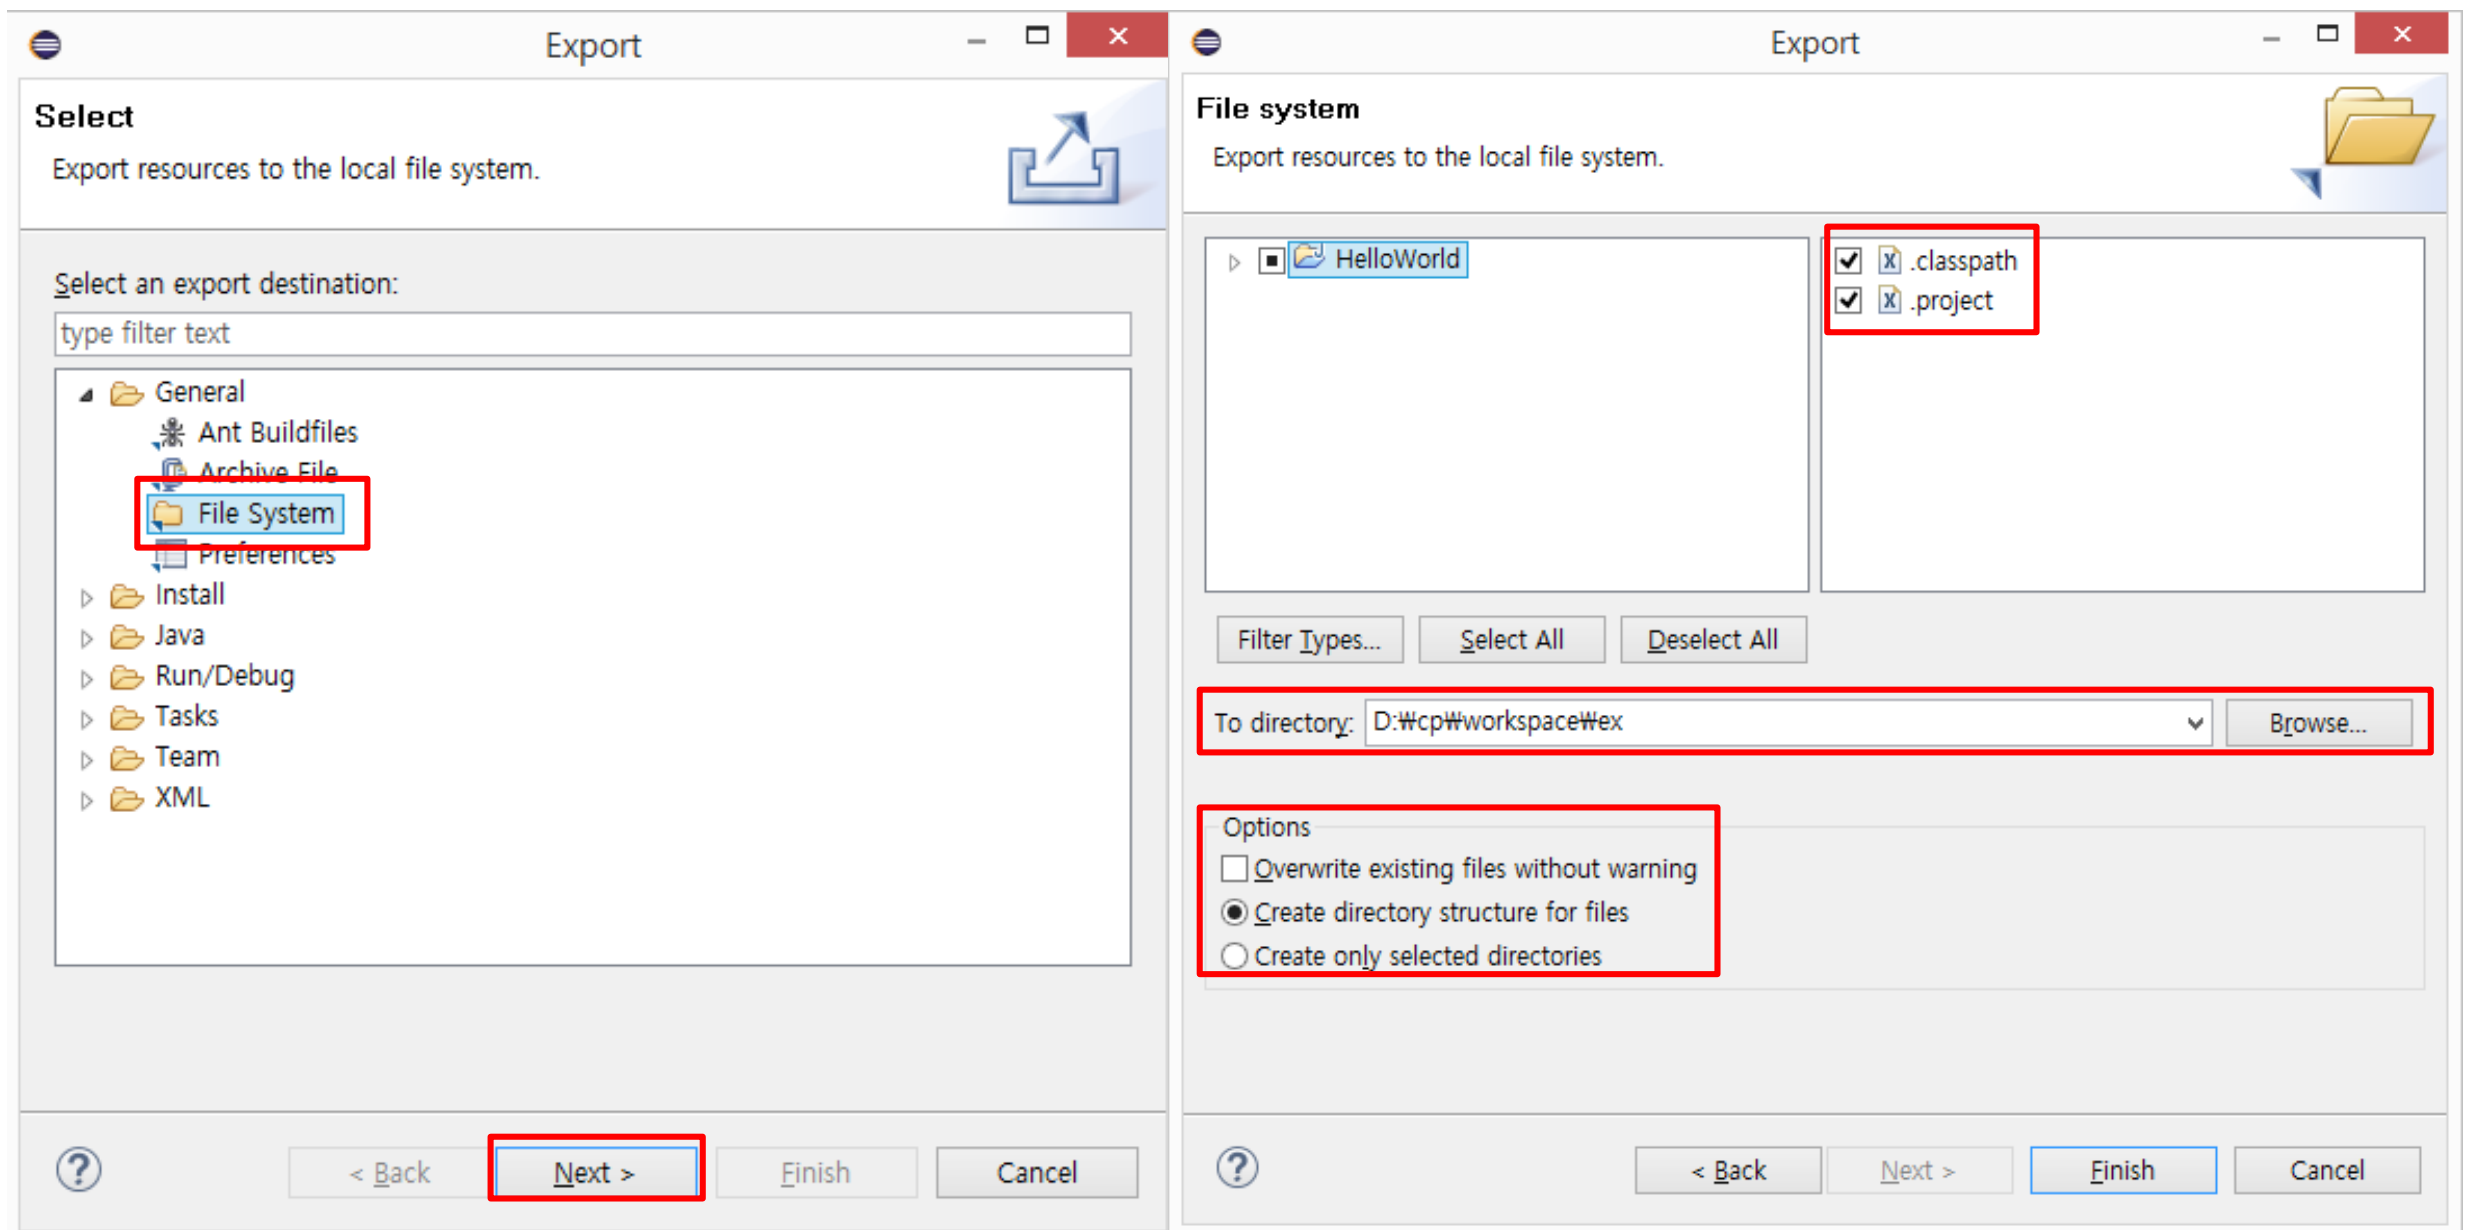 Export
Select
Export resources to the local file system.
Select an export destination:
type filter text
General
Ant Buildfiles
Archive File
File System
Preferences
Install
Java
Run/Debug
Tasks
Team
XML
< Back
Next >
Finish
Cancel
Export
File system
Export resources to the local file system.
HelloWorld
.classpath
.project
Filter Types...
Select All
Deselect All
To directory:
D:₩cp₩workspace₩ex
Browse...
Options
Overwrite existing files without warning
Create directory structure for files
Create only selected directories
< Back
Next >
Finish
Cancel